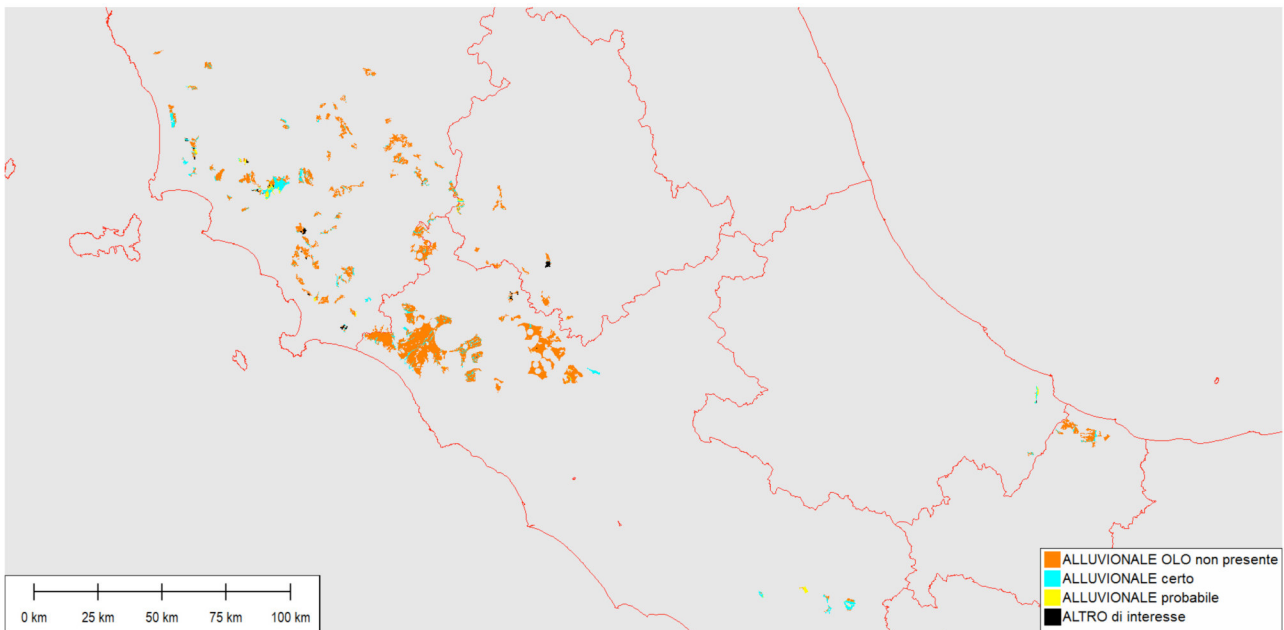 0 km 25 km 50 km 75 km 100 km
ALLUVIONALE OLO non presente
ALLUVIONALE certo
ALLUVIONALE probabile
ALTRO di interesse